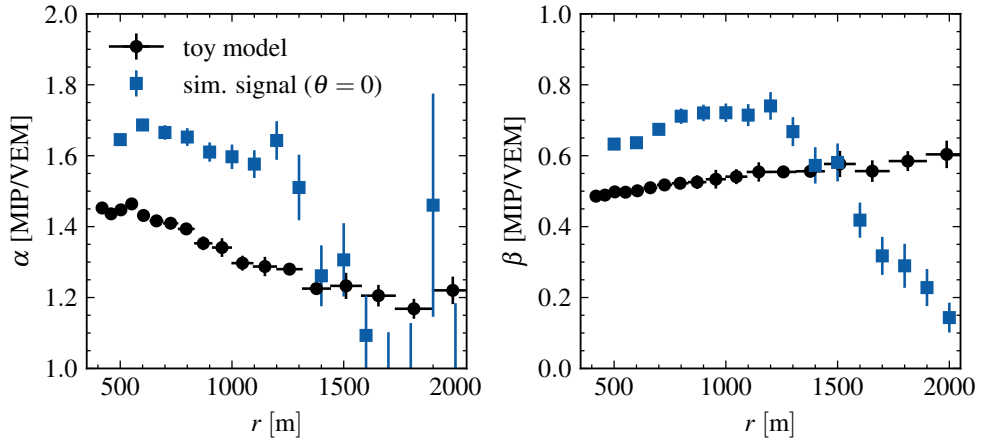 α [MIP/VEM]
2.0
1.8
1.6
1.4
1.2
1.0
toy model
sim. signal (θ = 0)
500 1000 1500 2000
r [m]
β [MIP/VEM]
1.0
0.8
0.6
0.4
0.2
0.0
500 1000 1500 2000
r [m]